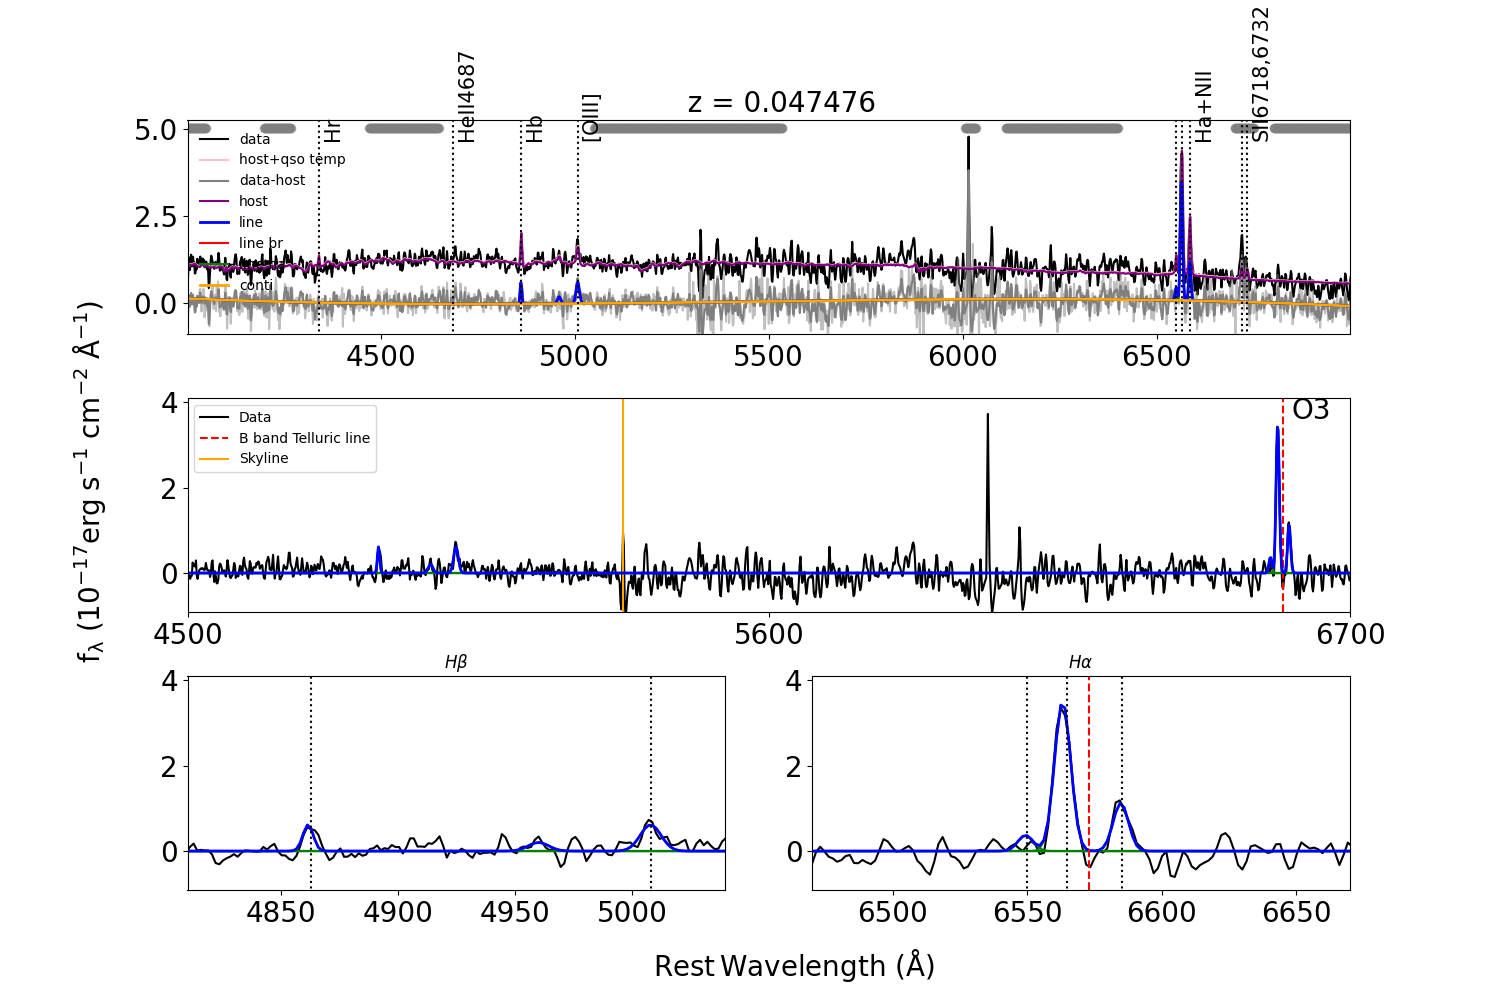 z = 0.047476
Hr
HeII4687
Hb
[OIII]
Ha+NII
SII6718,6732
data
host+qso temp
data-host
host
line
line br
conti
5.0
2.5
0.0
4500 5000 5500 6000 6500
Data
B band Telluric line
Skyline
O3
4
2
0
4500 5600 6700
fλ (10⁻¹⁷erg s⁻¹ cm⁻² Å⁻¹)
Hβ
4
2
0
4850 4900 4950 5000
Hα
4
2
0
6500 6550 6600 6650
Rest Wavelength (Å)